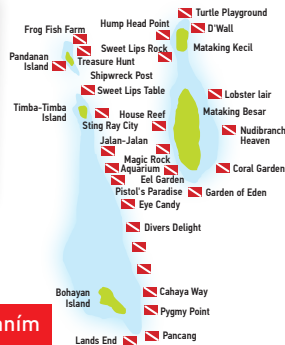 Turtle Playground
Hump Head Point
D'Wall
Frog Fish Farm
Sweet Lips Rock
Mataking Kecil
Pandanan
Island
Treasure Hunt
Shipwreck Post
Sweet Lips Table
Lobster lair
Timba-Timba
Island
House Reef
Mataking Besar
Sting Ray City
Nudibranch
Heaven
Jalan-Jalan
Magic Rock
Aquarium
Coral Garden
Eel Garden
Pistol's Paradise
Garden of Eden
Eye Candy
Divers Delight
Bohayan
Island
Cahaya Way
Pygmy Point
aním
Lands End
Pancang